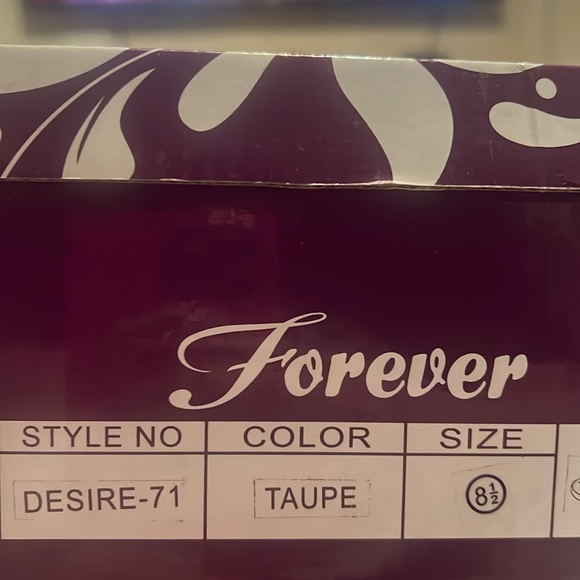 Forever
STYLE NO COLOR SIZE
DESIRE-71 TAUPE 8½